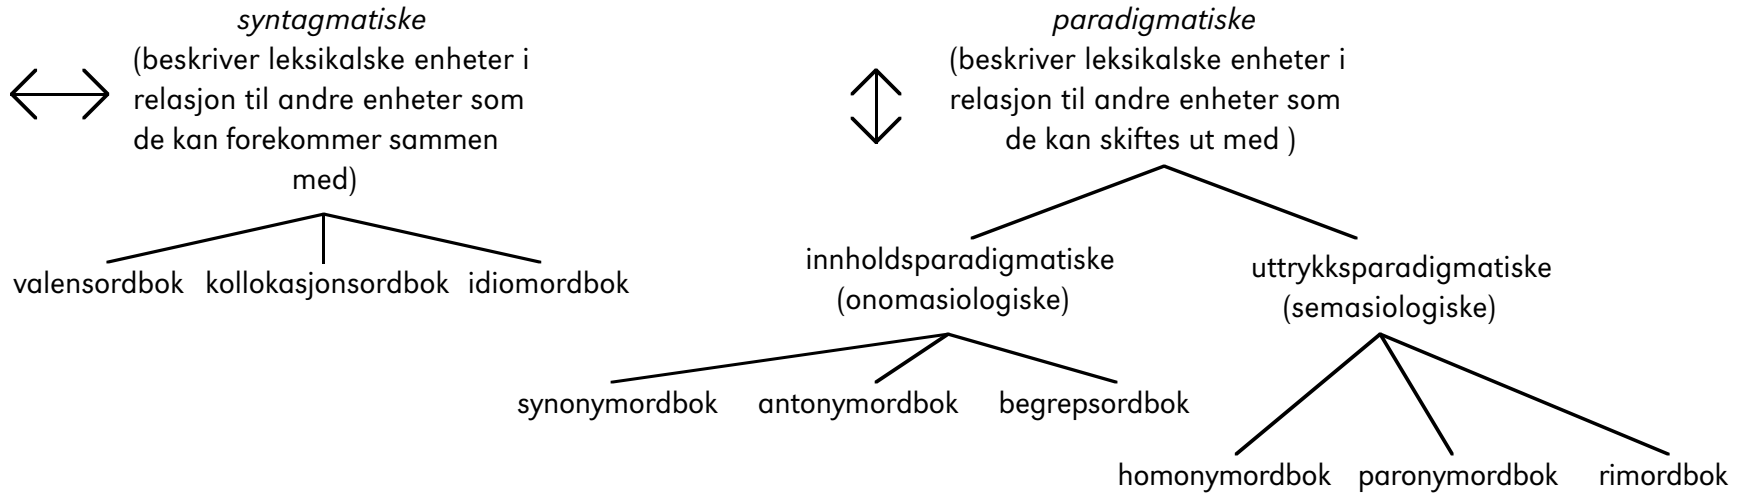 syntagmatiske
(beskriver leksikalske enheter i
relasjon til andre enheter som
de kan forekommer sammen
med)
valensordbok
kollokasjonsordbok
idiomordbok
paradigmatiske
(beskriver leksikalske enheter i
relasjon til andre enheter som
de kan skiftes ut med )
innholdsparadigmatiske
(onomasiologiske)
synonymordbok
antonymordbok
begrepsordbok
uttrykksparadigmatiske
(semasiologiske)
homonymordbok
paronymordbok
rimordbok